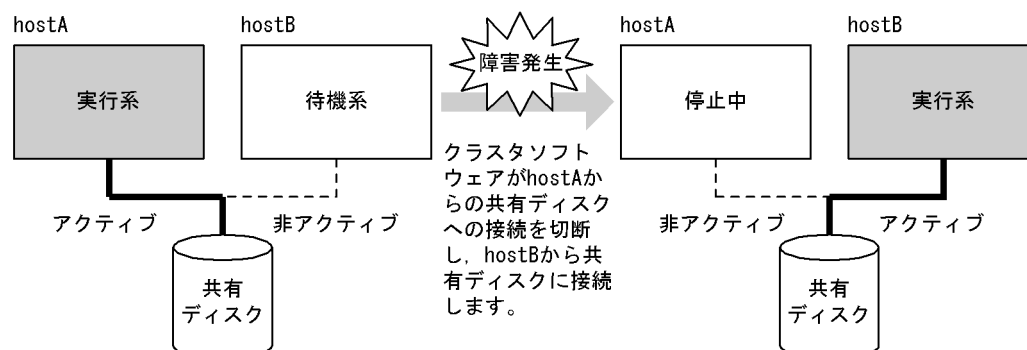 hostA
hostB
実行系
待機系
アクティブ
非アクティブ
共有
ディスク
障害発生
クラスタソフト
ウェアがhostAか
らの共有ディスク
への接続を切断
し，hostBから共
有ディスクに接続
します。
hostA
hostB
停止中
実行系
非アクティブ
アクティブ
共有
ディスク